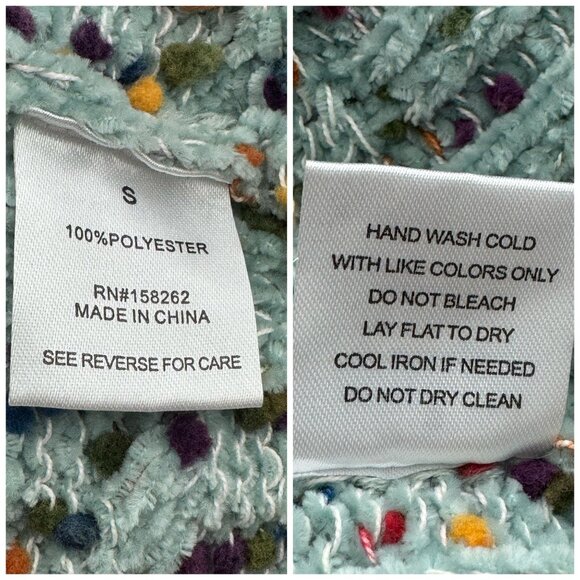 S
100%POLYESTER
RN#158262
MADE IN CHINA
SEE REVERSE FOR CARE
HAND WASH COLD
WITH LIKE COLORS ONLY
DO NOT BLEACH
LAY FLAT TO DRY
COOL IRON IF NEEDED
DO NOT DRY CLEAN